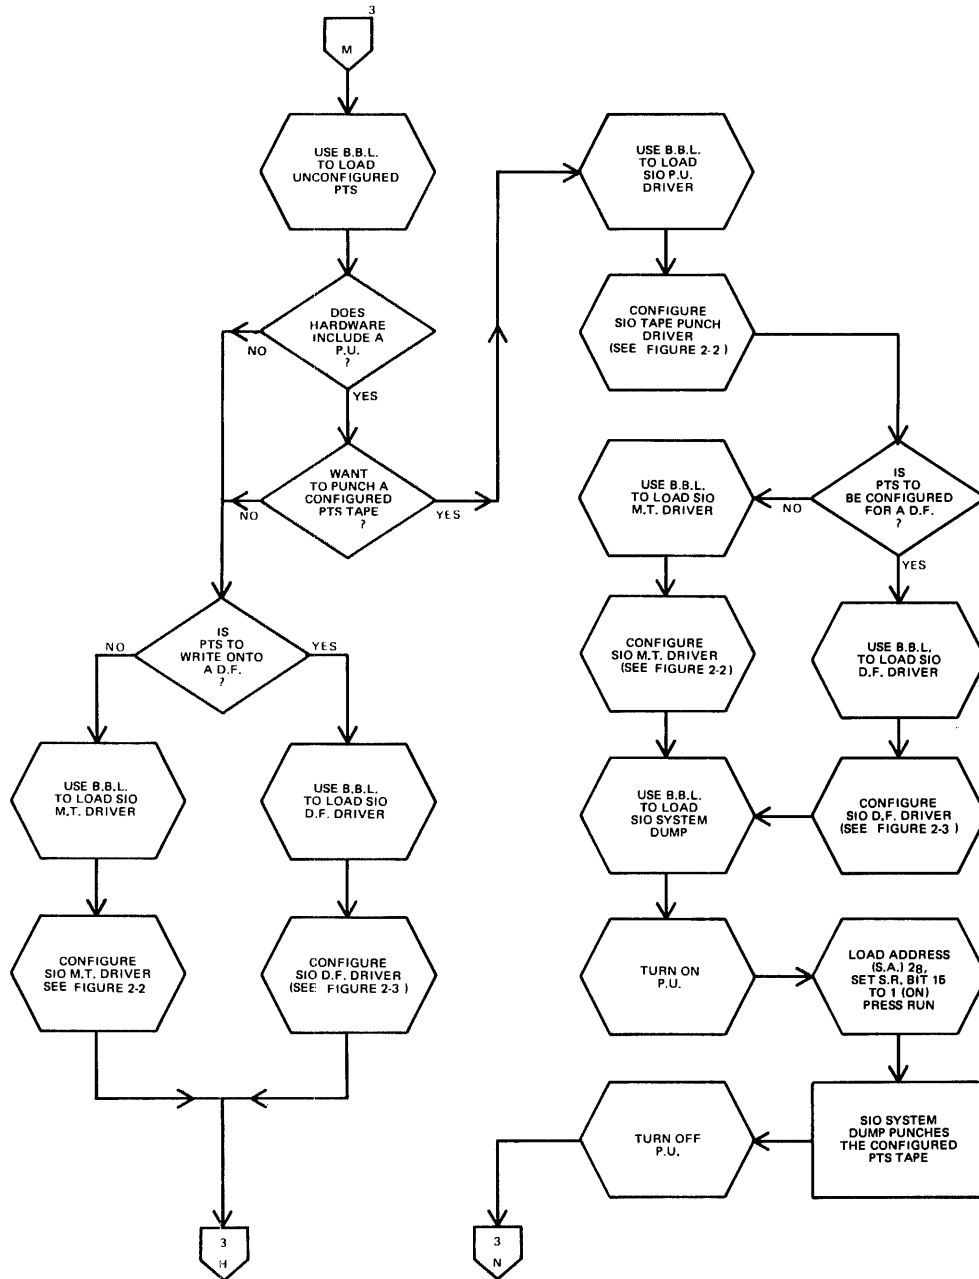 3
M
USE B.B.L.
TO LOAD
UNCONFIGURED
PTS
DOES
HARDWARE
INCLUDE A
P.U.
?
NO
YES
WANT
TO PUNCH A
CONFIGURED
PTS TAPE
?
NO
YES
IS
PTS TO
WRITE ONTO
A D.F.
?
NO
YES
USE B.B.L.
TO LOAD SIO
M.T. DRIVER
USE B.B.L.
TO LOAD SIO
D.F. DRIVER
CONFIGURE
SIO M.T. DRIVER
SEE FIGURE 2-2
CONFIGURE
SIO D.F. DRIVER
(SEE FIGURE 2-3)
3
H
USE B.B.L.
TO LOAD
SIO P.U.
DRIVER
CONFIGURE
SIO TAPE PUNCH
DRIVER
(SEE FIGURE 2-2)
IS
PTS TO
BE CONFIGURED
FOR A D.F.
?
NO
YES
USE B.B.L.
TO LOAD SIO
M.T. DRIVER
CONFIGURE
SIO M.T. DRIVER
(SEE FIGURE 2-2)
USE B.B.L.
TO LOAD SIO
D.F. DRIVER
CONFIGURE
SIO D.F. DRIVER
(SEE FIGURE 2-3)
USE B.B.L.
TO LOAD
SIO SYSTEM
DUMP
TURN ON
P.U.
LOAD ADDRESS
(S.A.) 28,
SET S.R. BIT 15
TO 1 (ON)
PRESS RUN
SIO SYSTEM
DUMP PUNCHES
THE CONFIGURED
PTS TAPE
TURN OFF
P.U.
3
N